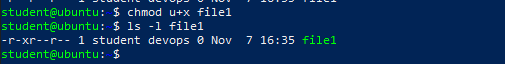 student@ubuntu:~$ chmod u+x file1
student@ubuntu:~$ ls -l file1
-r-xr--r-- 1 student devops 0 Nov  7 16:35 file1
student@ubuntu:~$